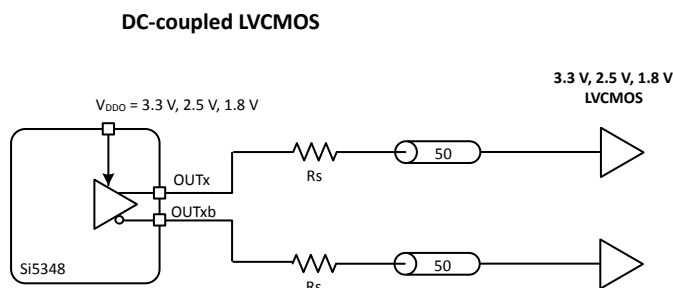 DC-coupled LVCMOS
3.3 V, 2.5 V, 1.8 V
LVCMOS
VDDO = 3.3 V, 2.5 V, 1.8 V
50
Rs
OUTx
OUTxb
Si5348
50
Rs